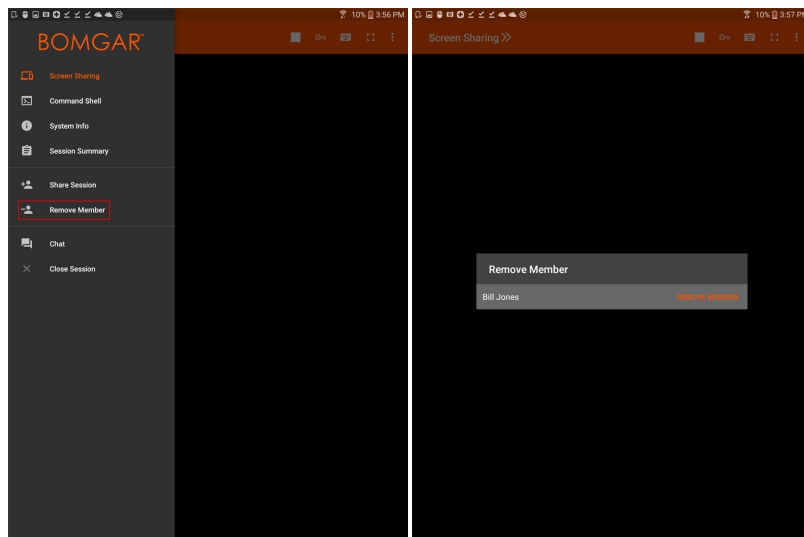 10% 3:56 PM
BOMGAR™
Screen Sharing
Command Shell
System Info
Session Summary
Share Session
Remove Member
Chat
Close Session
10% 3:57 PM
Screen Sharing
Remove Member
Bill Jones REMOVE MEMBER